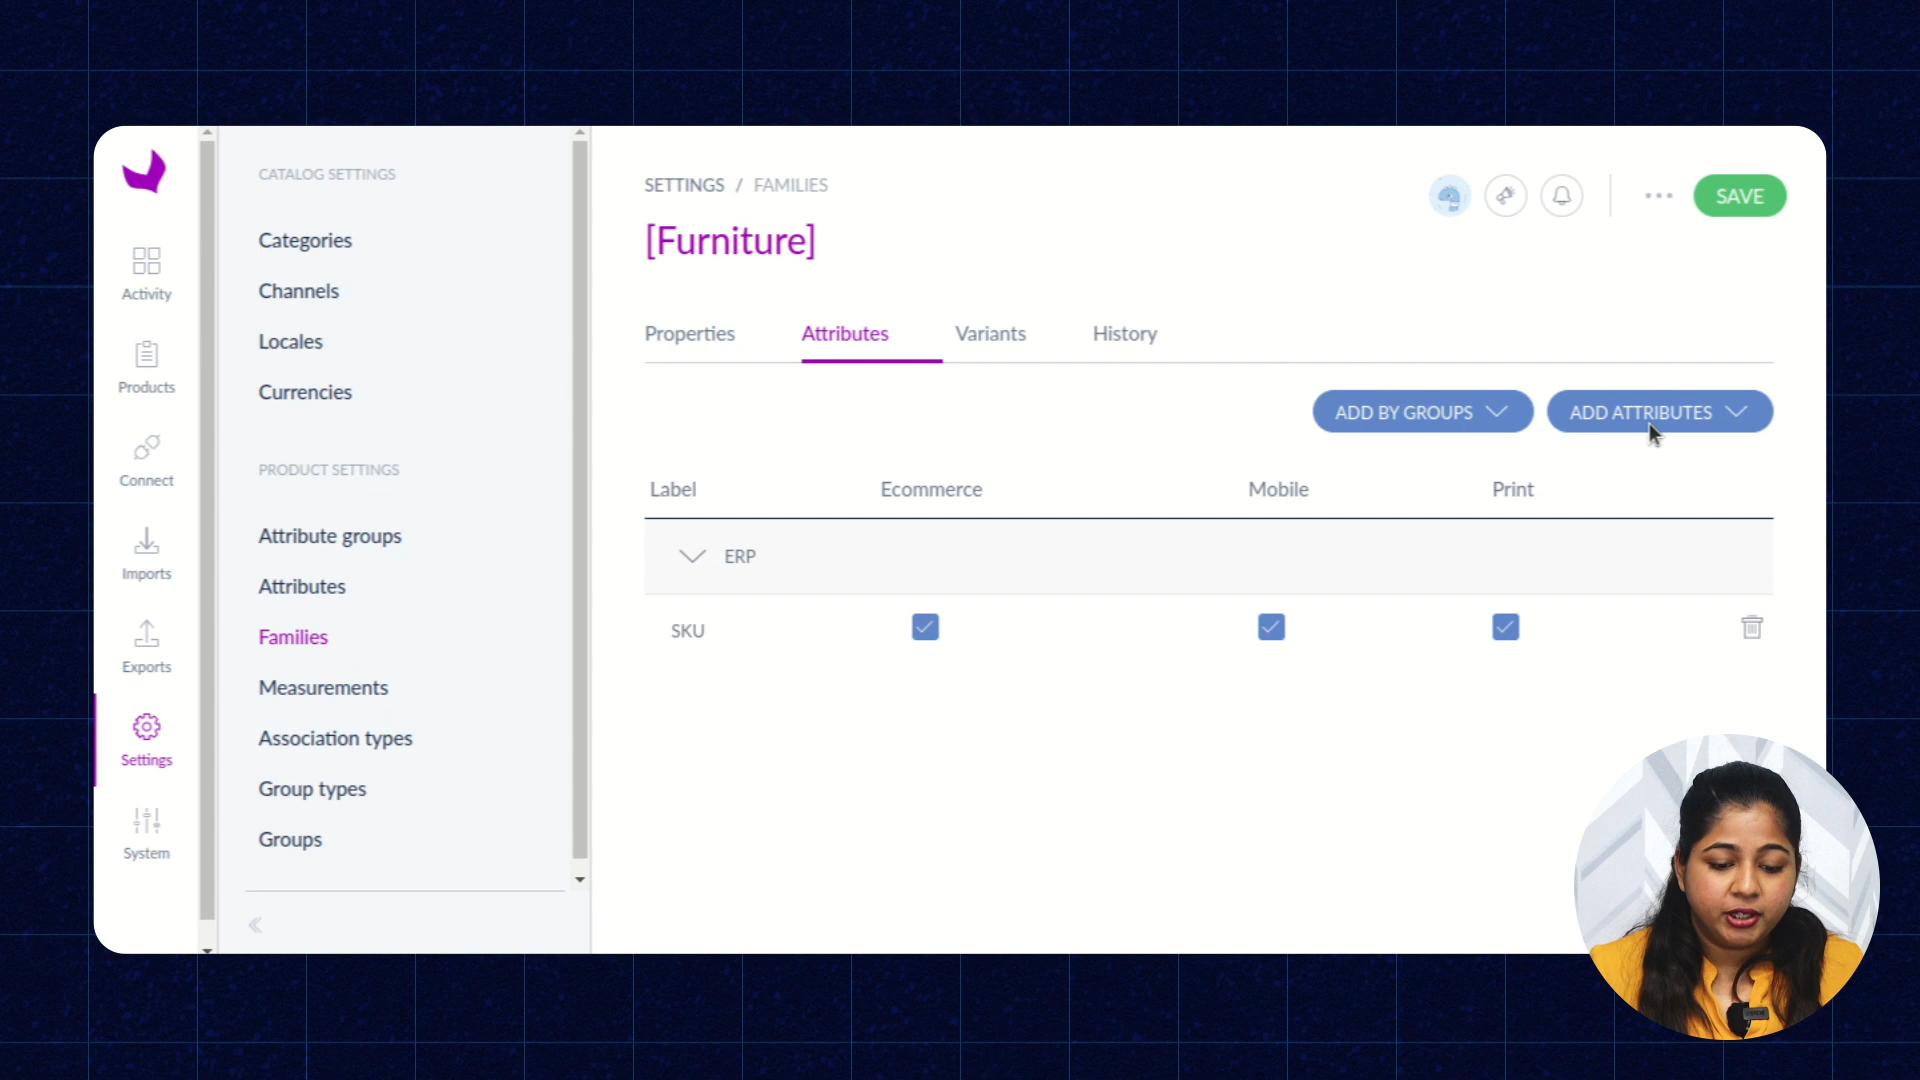 Activity
Products
Connect
Imports
Exports
Settings
System
CATALOG SETTINGS
Categories
Channels
Locales
Currencies
PRODUCT SETTINGS
Attribute groups
Attributes
Families
Measurements
Association types
Group types
Groups
SETTINGS / FAMILIES
SAVE
[Furniture]
Properties Attributes Variants History
ADD BY GROUPS ADD ATTRIBUTES
Label Ecommerce Mobile Print
ERP
SKU